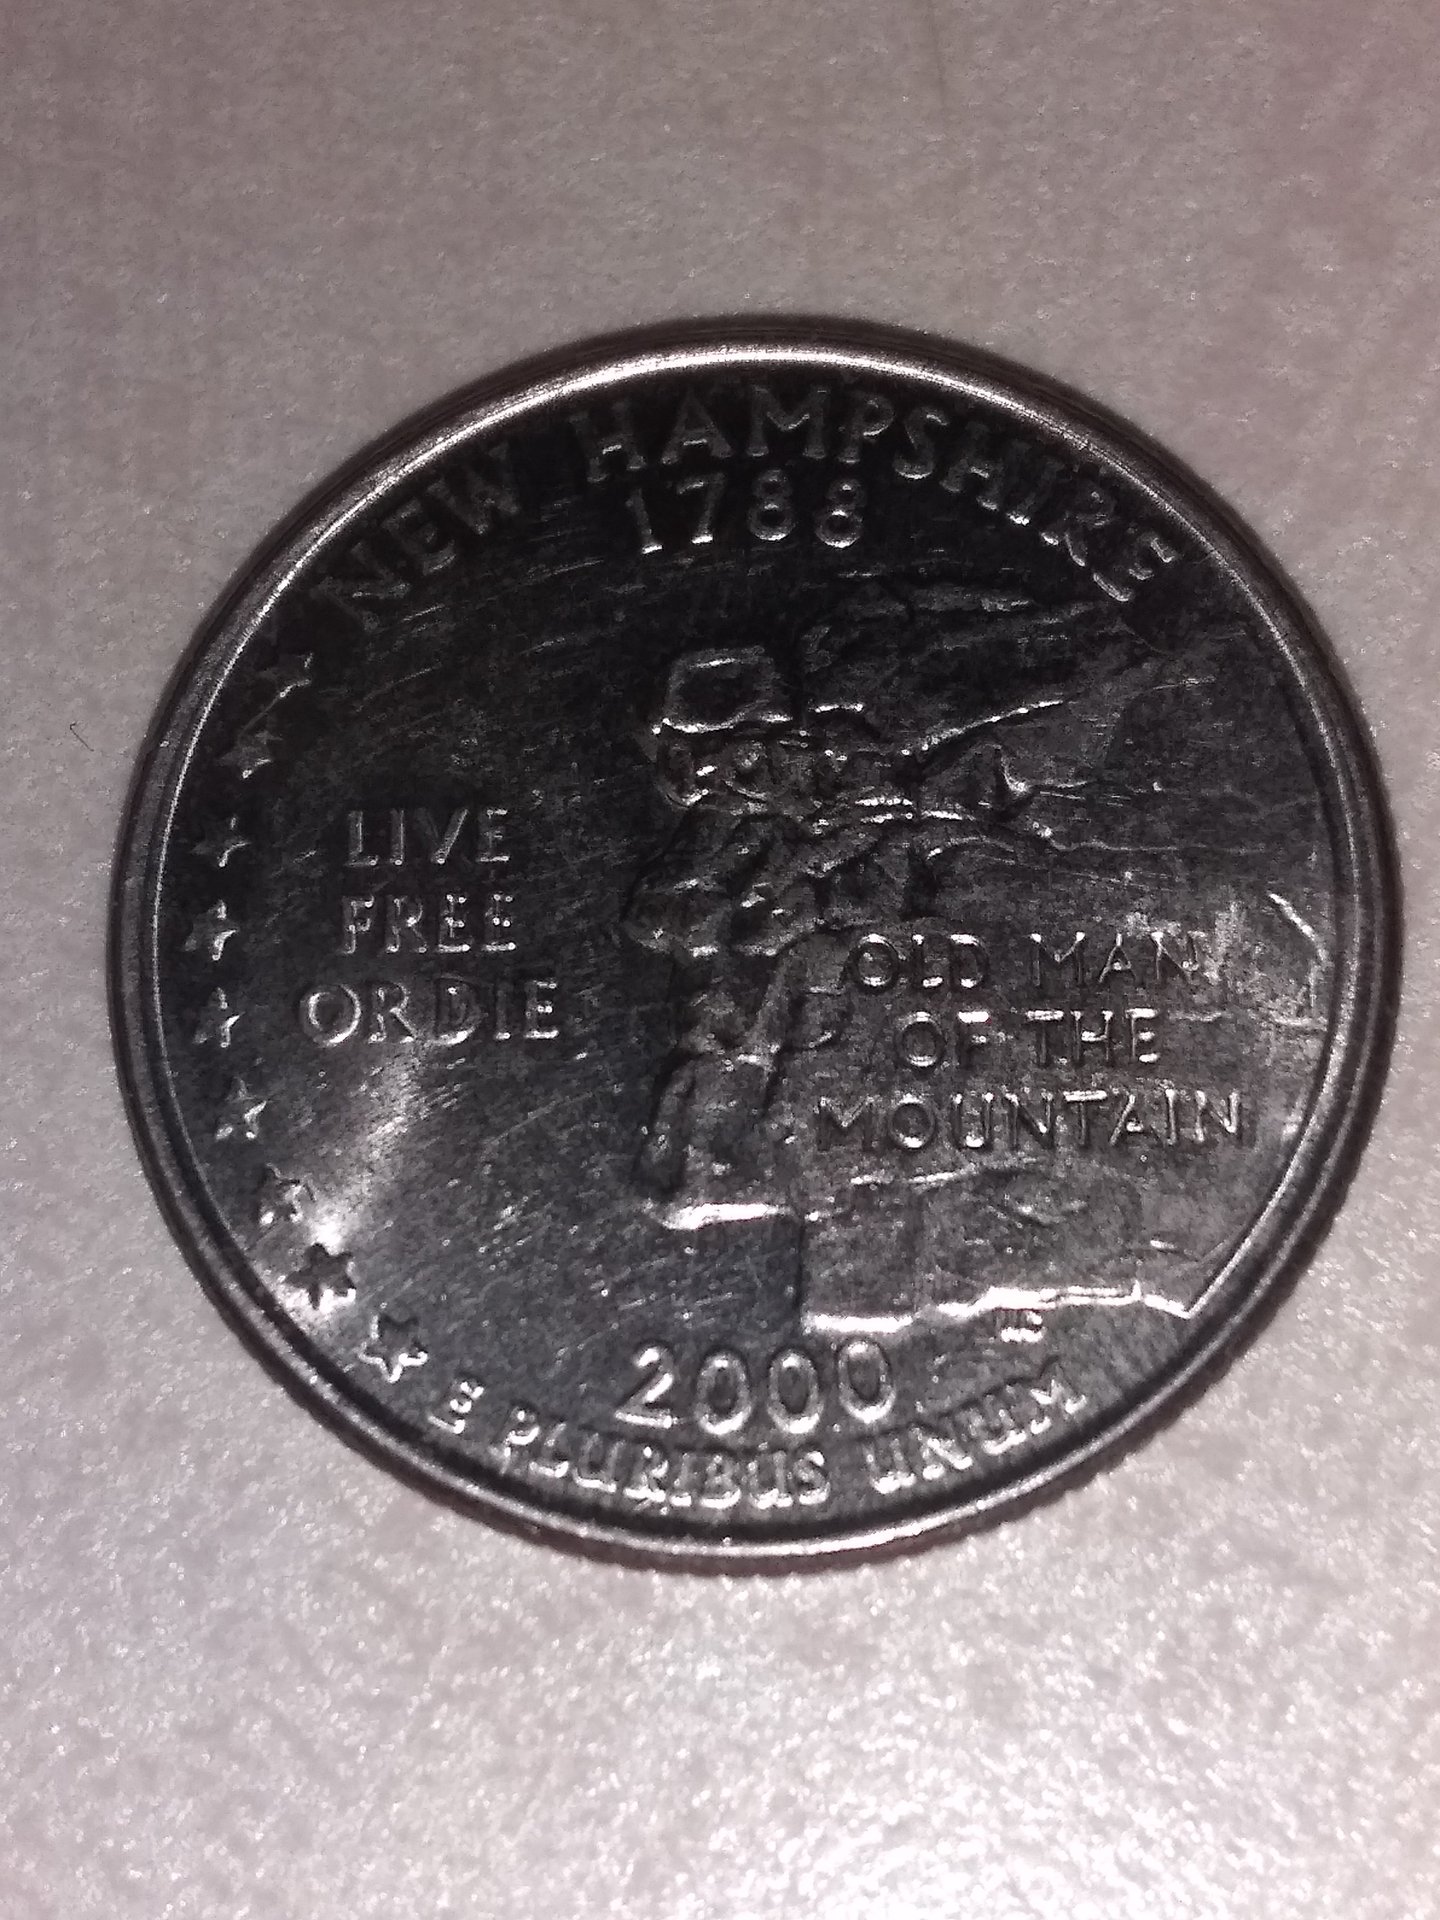 NEW HAMPSHIRE
1788
LIVE
FREE
OR DIE
OLD MAN
OF THE
MOUNTAIN
2000
E PLURIBUS UNUM